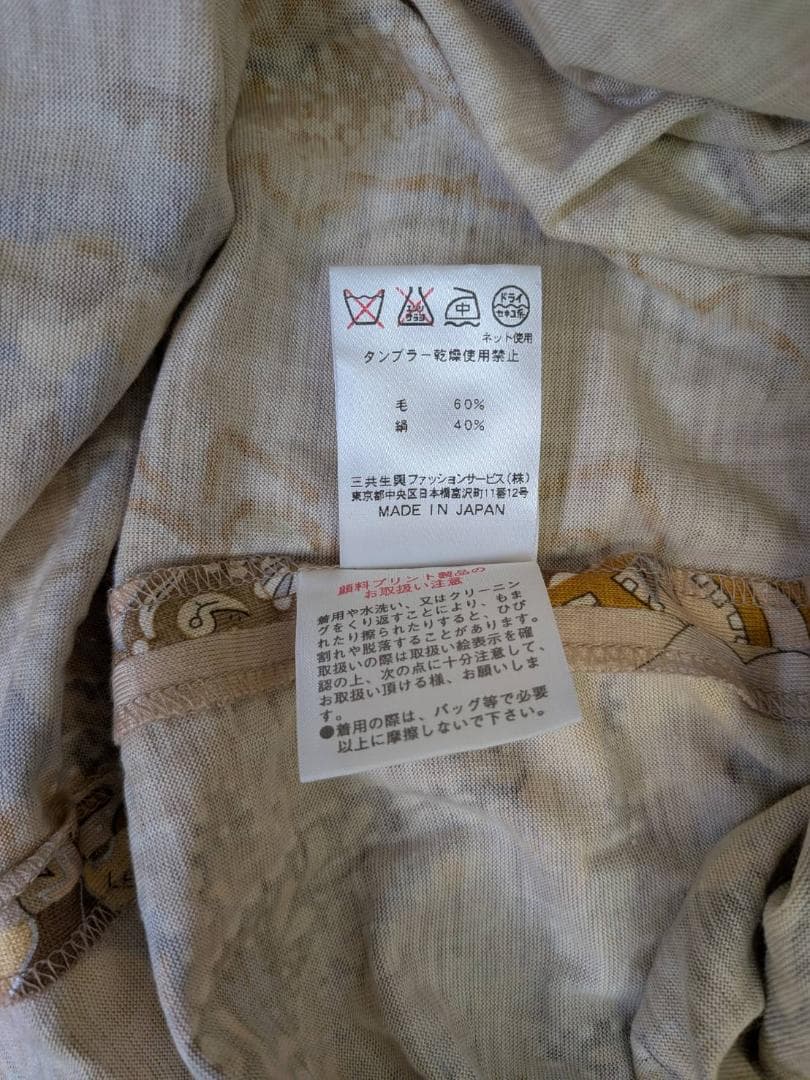 エンソ
サラシ
中
ドライ
セキユ系
ネット使用
タンブラー乾燥使用禁止
毛 60%
絹 40%
三共生興ファッションサービス(株)
東京都中央区日本橋富沢町11番12号
MADE IN JAPAN
顔料プリント製品の
お取扱い注意
着用や水洗い、又はクリーニン
グをくり返すことにより、もま
れたり擦られたりすると、ひび
割れや脱落することがあります。
取扱いの際は取扱い絵表示を確
認の上、次の点に十分注意して、
お取扱い頂ける様、お願いしま
す。
●着用の際は、バッグ等で必要
以上に摩擦しないで下さい。